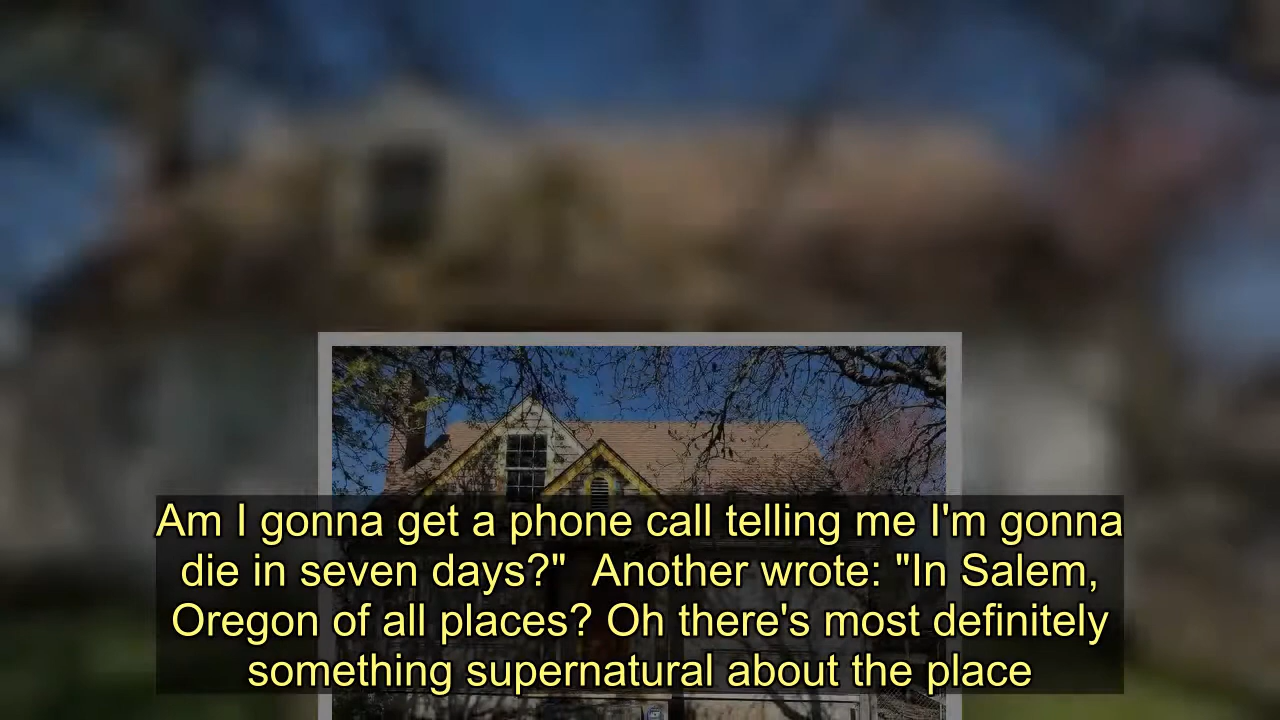 Am I gonna get a phone call telling me I'm gonna
die in seven days?"  Another wrote: "In Salem,
Oregon of all places? Oh there's most definitely
something supernatural about the place